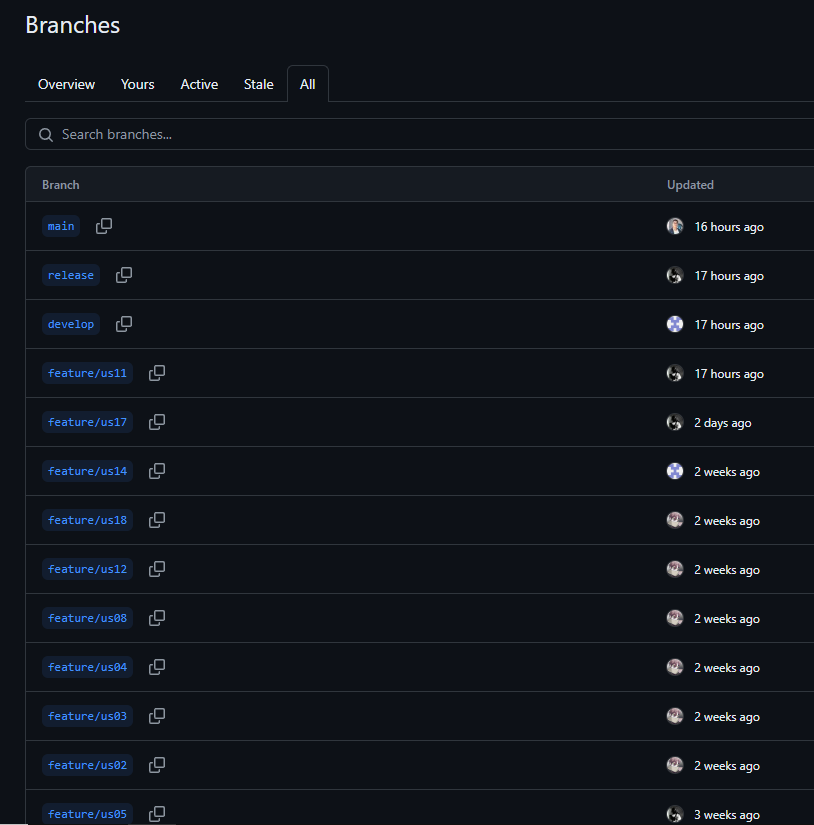 Branches
Overview Yours Active Stale All
Search branches...
Branch Updated
main 16 hours ago
release 17 hours ago
develop 17 hours ago
feature/us11 17 hours ago
feature/us17 2 days ago
feature/us14 2 weeks ago
feature/us18 2 weeks ago
feature/us12 2 weeks ago
feature/us08 2 weeks ago
feature/us04 2 weeks ago
feature/us03 2 weeks ago
feature/us02 2 weeks ago
feature/us05 3 weeks ago